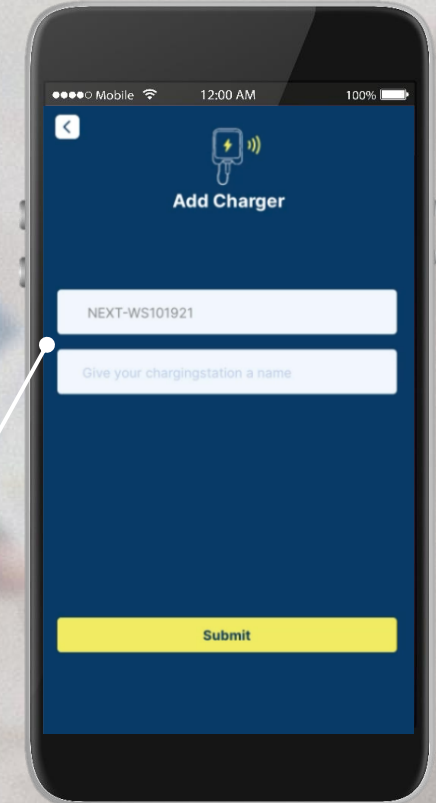 Mobile 12:00 AM 100%
Add Charger
NEXT-WS101921
Give your chargingstation a name
Submit